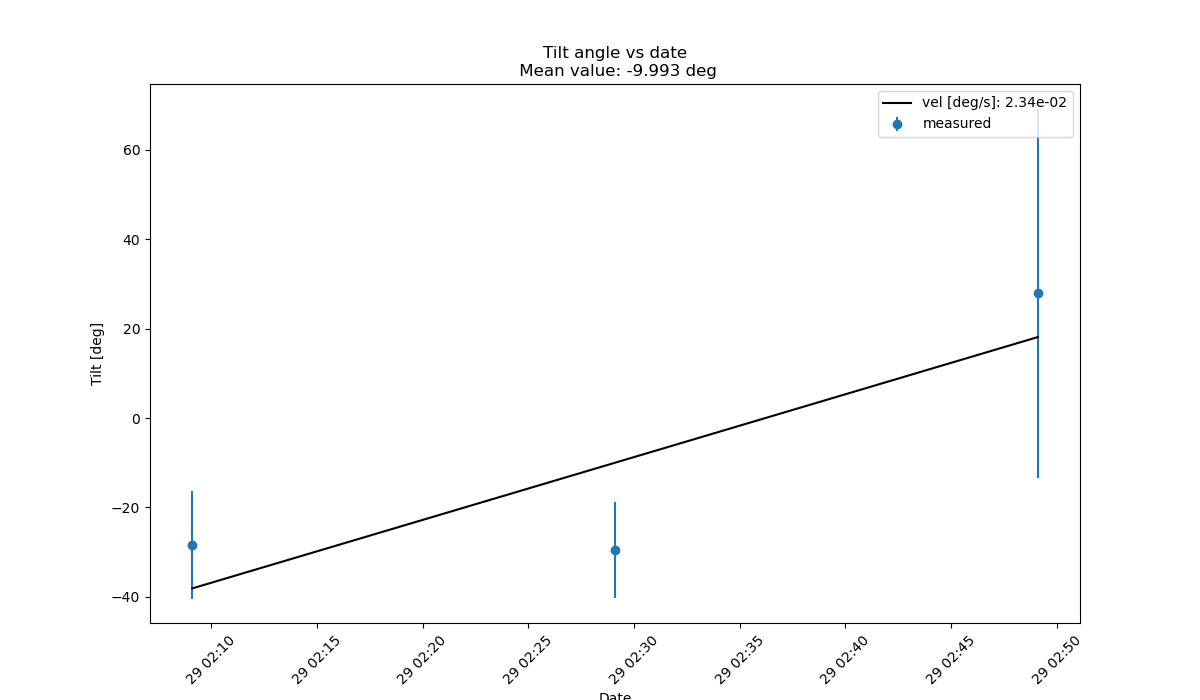 Tilt angle vs date
Mean value: -9.993 deg
vel [deg/s]: 2.34e-02
measured
Tilt [deg]
60
40
20
0
−20
−40
29 02:10
29 02:15
29 02:20
29 02:25
29 02:30
29 02:35
29 02:40
29 02:45
29 02:50
Date